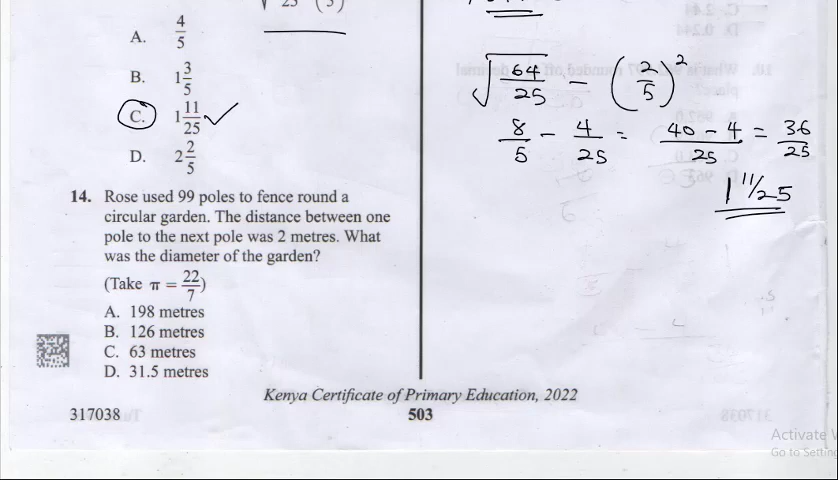 A. 4/5
B. 1 3/5
C. 1 11/25 ✓
D. 2 2/5
14. Rose used 99 poles to fence round a
circular garden. The distance between one
pole to the next pole was 2 metres. What
was the diameter of the garden?
(Take π = 22/7)
A. 198 metres
B. 126 metres
C. 63 metres
D. 31.5 metres
√(64/25) − (2/5)²
8/5 − 4/25 = (40 − 4)/25 = 36/25
1 11/25
Kenya Certificate of Primary Education, 2022
317038
503
Activate
Go to Settin